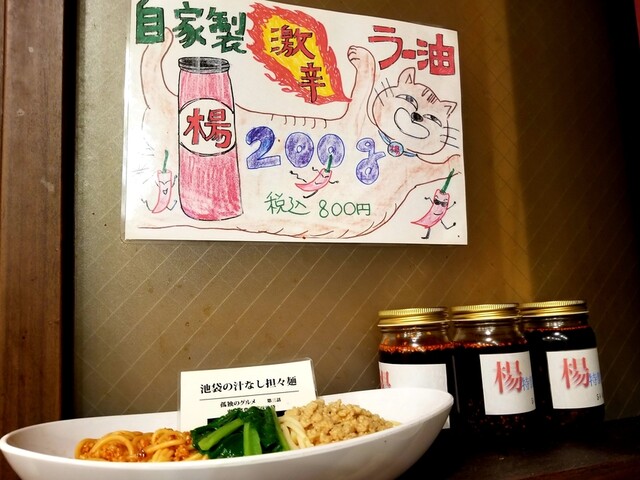 自家製
激辛
ラー油
楊
200g
楊
税込 800円
池袋の汁なし担々麺
孤独のグルメ 第三話
楊
楊